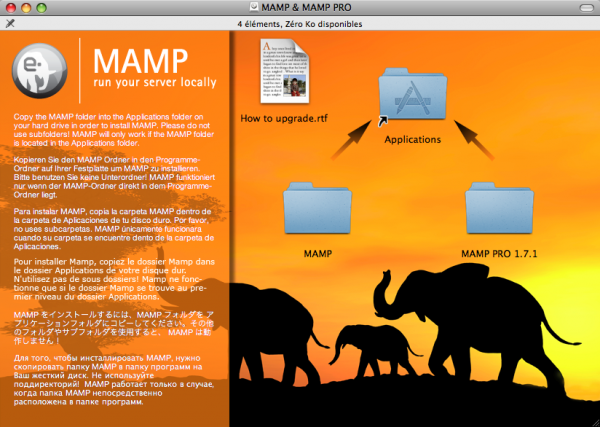 MAMP & MAMP PRO
4 éléments, Zéro Ko disponibles
MAMP
run your server locally
Copy the MAMP folder into the Applications folder on
your hard drive in order to install MAMP. Please do not
use subfolders! MAMP will only work if the MAMP folder
is located in the Applications folder.
Kopieren Sie den MAMP Ordner in den Programme-
Ordner auf Ihrer Festplatte um MAMP zu installieren.
Bitte benutzen Sie keine Unterordner! MAMP funktioniert
nur wenn der MAMP-Ordner direkt in dem Programme-
Ordner liegt.
Para instalar MAMP, copia la carpeta MAMP dentro de
la carpeta de Aplicaciones de tu disco duro. Por favor,
no uses subcarpetas. MAMP únicamente funcionara
cuando su carpeta se encuentre dento de la carpeta de
Aplicaciones.
Pour installer Mamp, copiez le dossier Mamp dans
le dossier Applications de votre disque dur.
N'utilisez pas de sous dossiers! Mamp ne fonc-
tionne que si le dossier Mamp se trouve au pre-
mier niveau du dossier Applications.
MAMP をインストールするには、MAMP フォルダを ア
プリケーションフォルダにコピーしてください。その他
のフォルダやサブフォルダを使用すると、 MAMP は動
作しません！
Для того, чтобы инсталлировать MAMP, нужно
скопировать папку MAMP в папку программ на
Ваш жесткий диск. Не используйте
поддиректорий! MAMP работает только в случае,
когда папка MAMP непосредственно
расположена в папке программ.
How to upgrade.rtf
Applications
MAMP
MAMP PRO 1.7.1